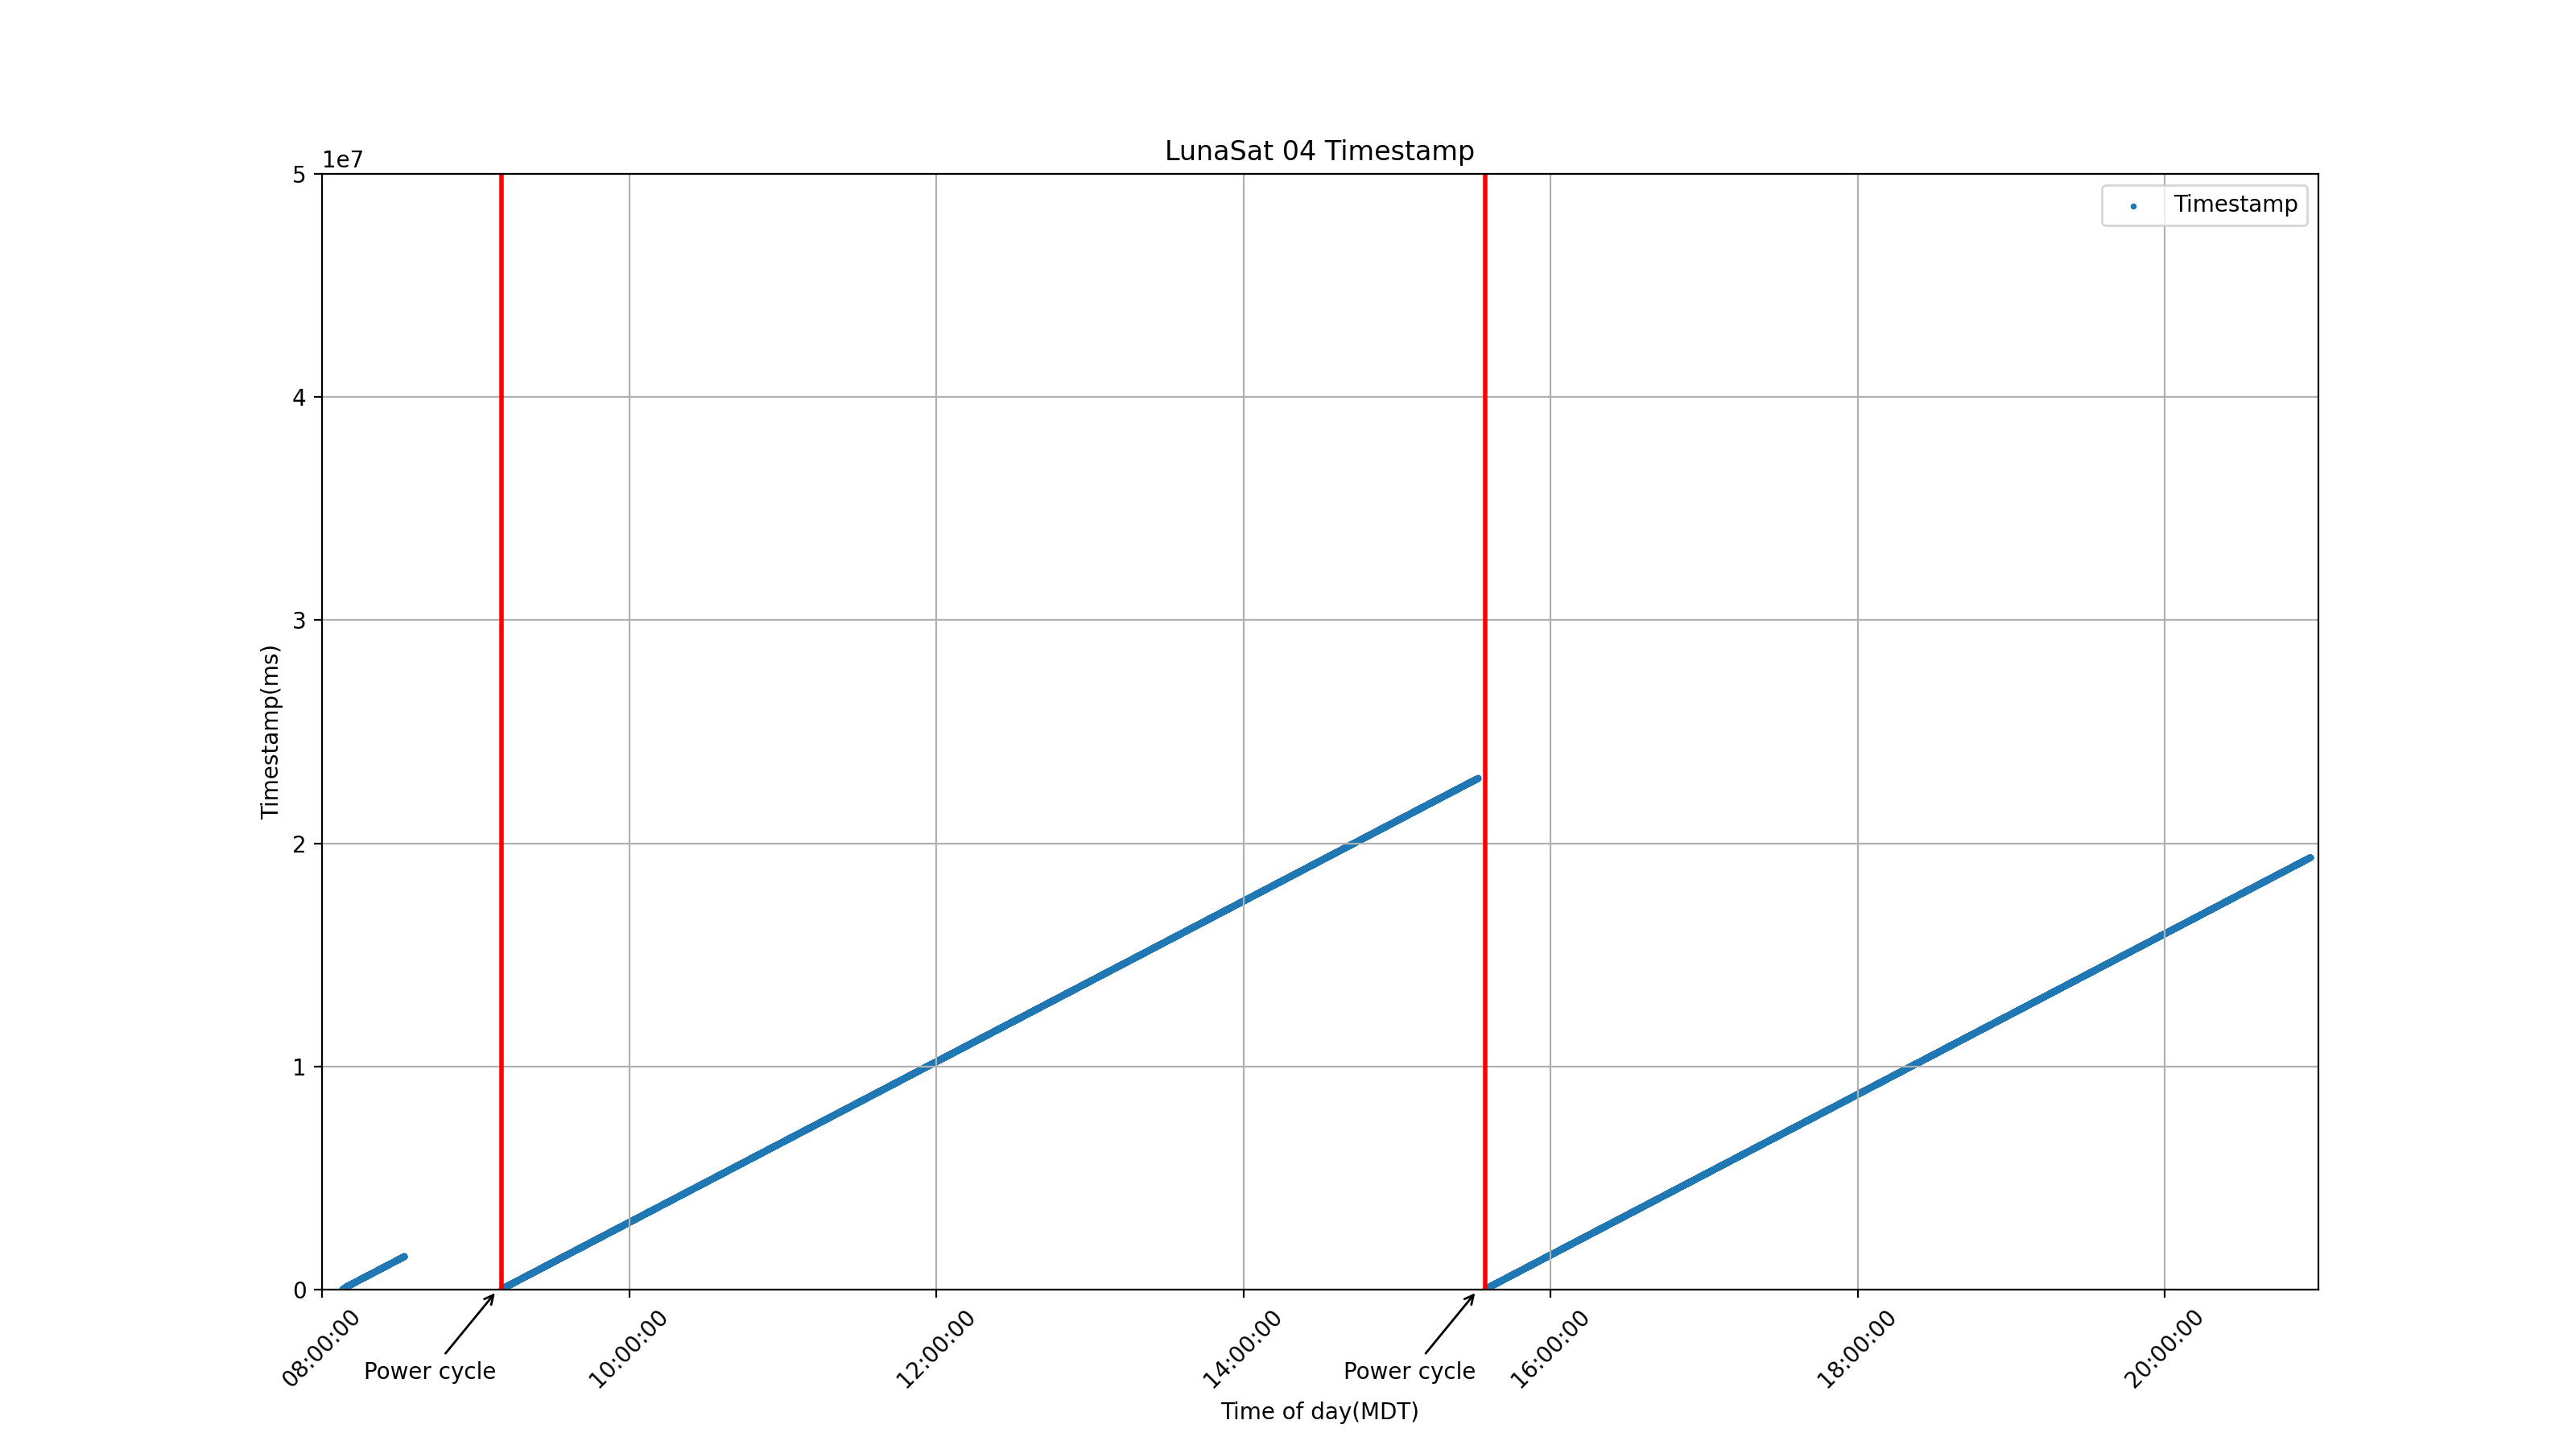 LunaSat 04 Timestamp
1e7
5
4
3
2
1
0
Timestamp(ms)
Timestamp
08:00:00
10:00:00
12:00:00
14:00:00
16:00:00
18:00:00
20:00:00
Power cycle
Power cycle
Time of day(MDT)